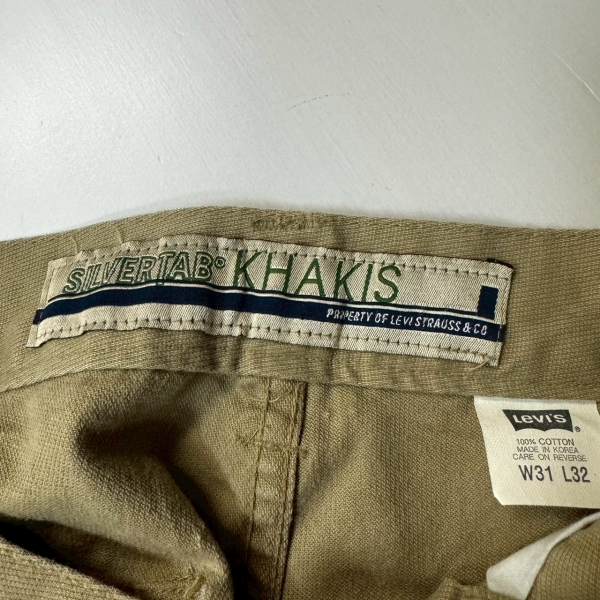 SILVERTAB® KHAKIS
PROPERTY OF LEVI STRAUSS & CO
Levi's®
100% COTTON
MADE IN KOREA
CARE ON REVERSE
W31 L32